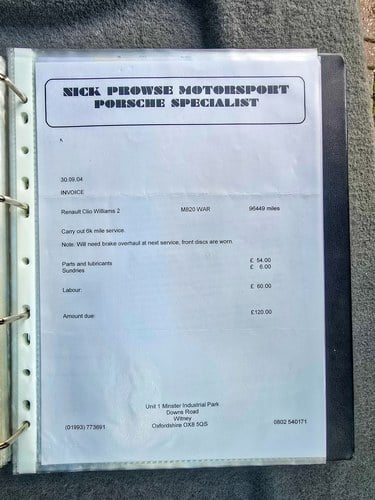 NICK PROWSE MOTORSPORT
PORSCHE SPECIALIST
30.09.04
INVOICE
Renault Clio Williams 2 M820 WAR 96449 miles
Carry out 6k mile service.
Note: Will need brake overhaul at next service, front discs are worn.
Parts and lubricants £ 54.00
Sundries £ 6.00
Labour: £ 60.00
Amount due: £120.00
Unit 1 Minster Industrial Park
Downs Road
Witney
(01993) 773691 Oxfordshire OX8 5QS 0802 540171